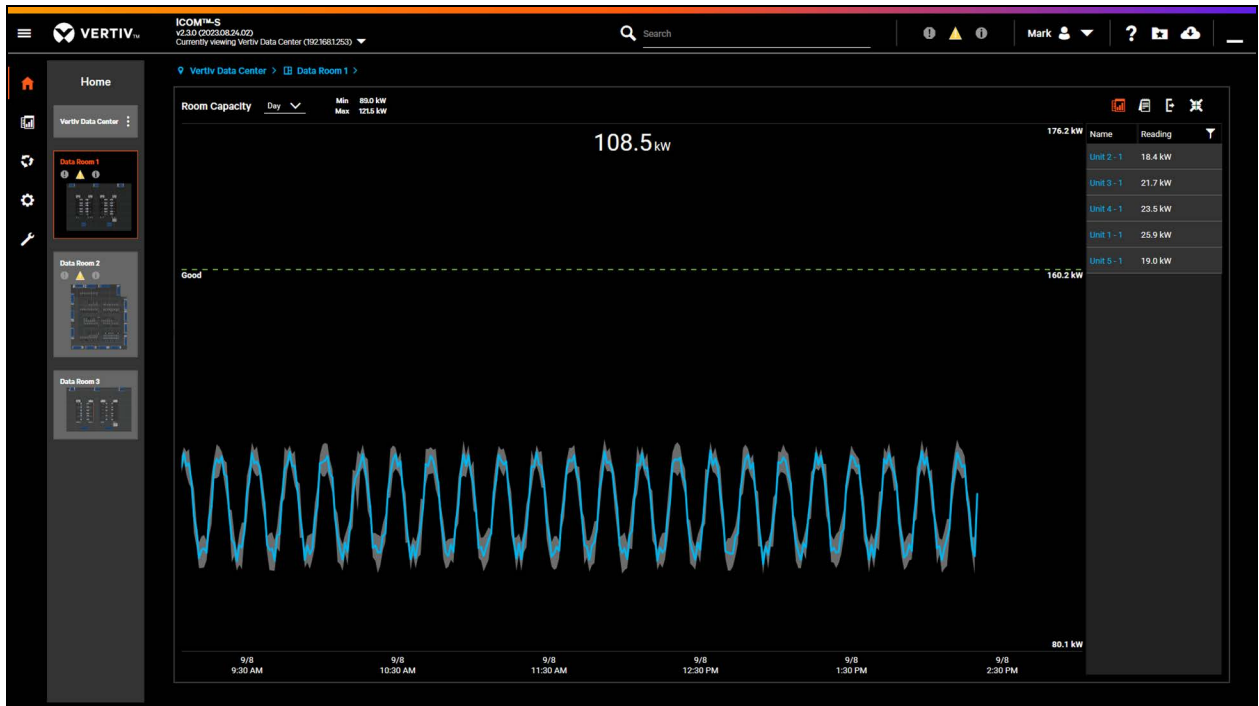 VERTIV™
ICOM™-S
v2.3.0 (2023.08.24.02)
Currently viewing Vertiv Data Center (192.168.1.253)
Search
Mark
?
Home
Vertiv Data Center
Data Room 1
Data Room 2
Data Room 3
Vertiv Data Center > Data Room 1 >
Room Capacity Day Min 89.0 kW
Max 121.5 kW
108.5 kW
176.2 kW
Good
160.2 kW
80.1 kW
9/8 9/8 9/8 9/8 9/8 9/8
9:30 AM 10:30 AM 11:30 AM 12:30 PM 1:30 PM 2:30 PM
Name Reading
Unit 2 - 1 18.4 kW
Unit 3 - 1 21.7 kW
Unit 4 - 1 23.5 kW
Unit 1 - 1 25.9 kW
Unit 5 - 1 19.0 kW